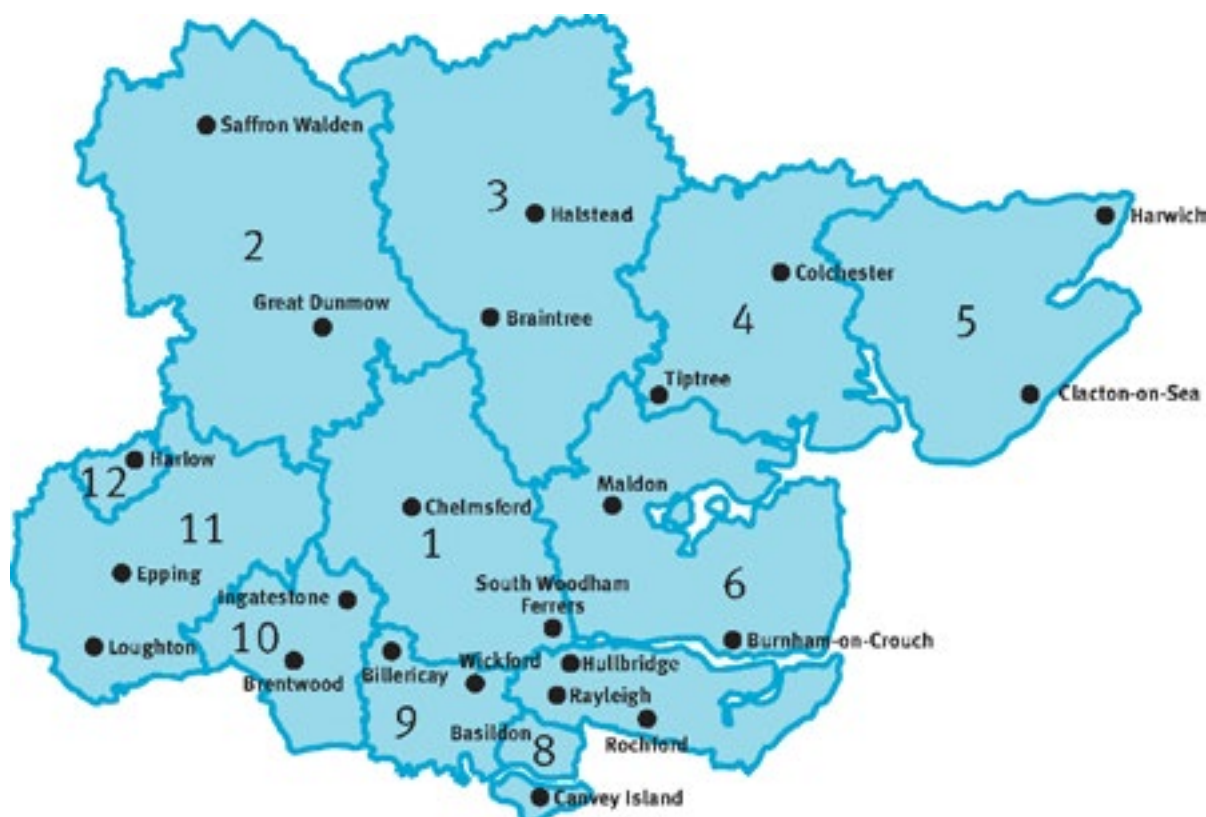 Saffron Walden
3
Halstead
Harwich
2
Colchester
Great Dunmow
Braintree
4
5
Tiptree
Clacton-on-Sea
Harlow
12
Maldon
Chelmsford
11
1
Epping
South Woodham
Ferrers
6
Ingatestone
10
Burnham-on-Crouch
Loughton
Wickford
Hullbridge
Billericay
Brentwood
Rayleigh
9
Basildon
Rochford
8
Canvey Island